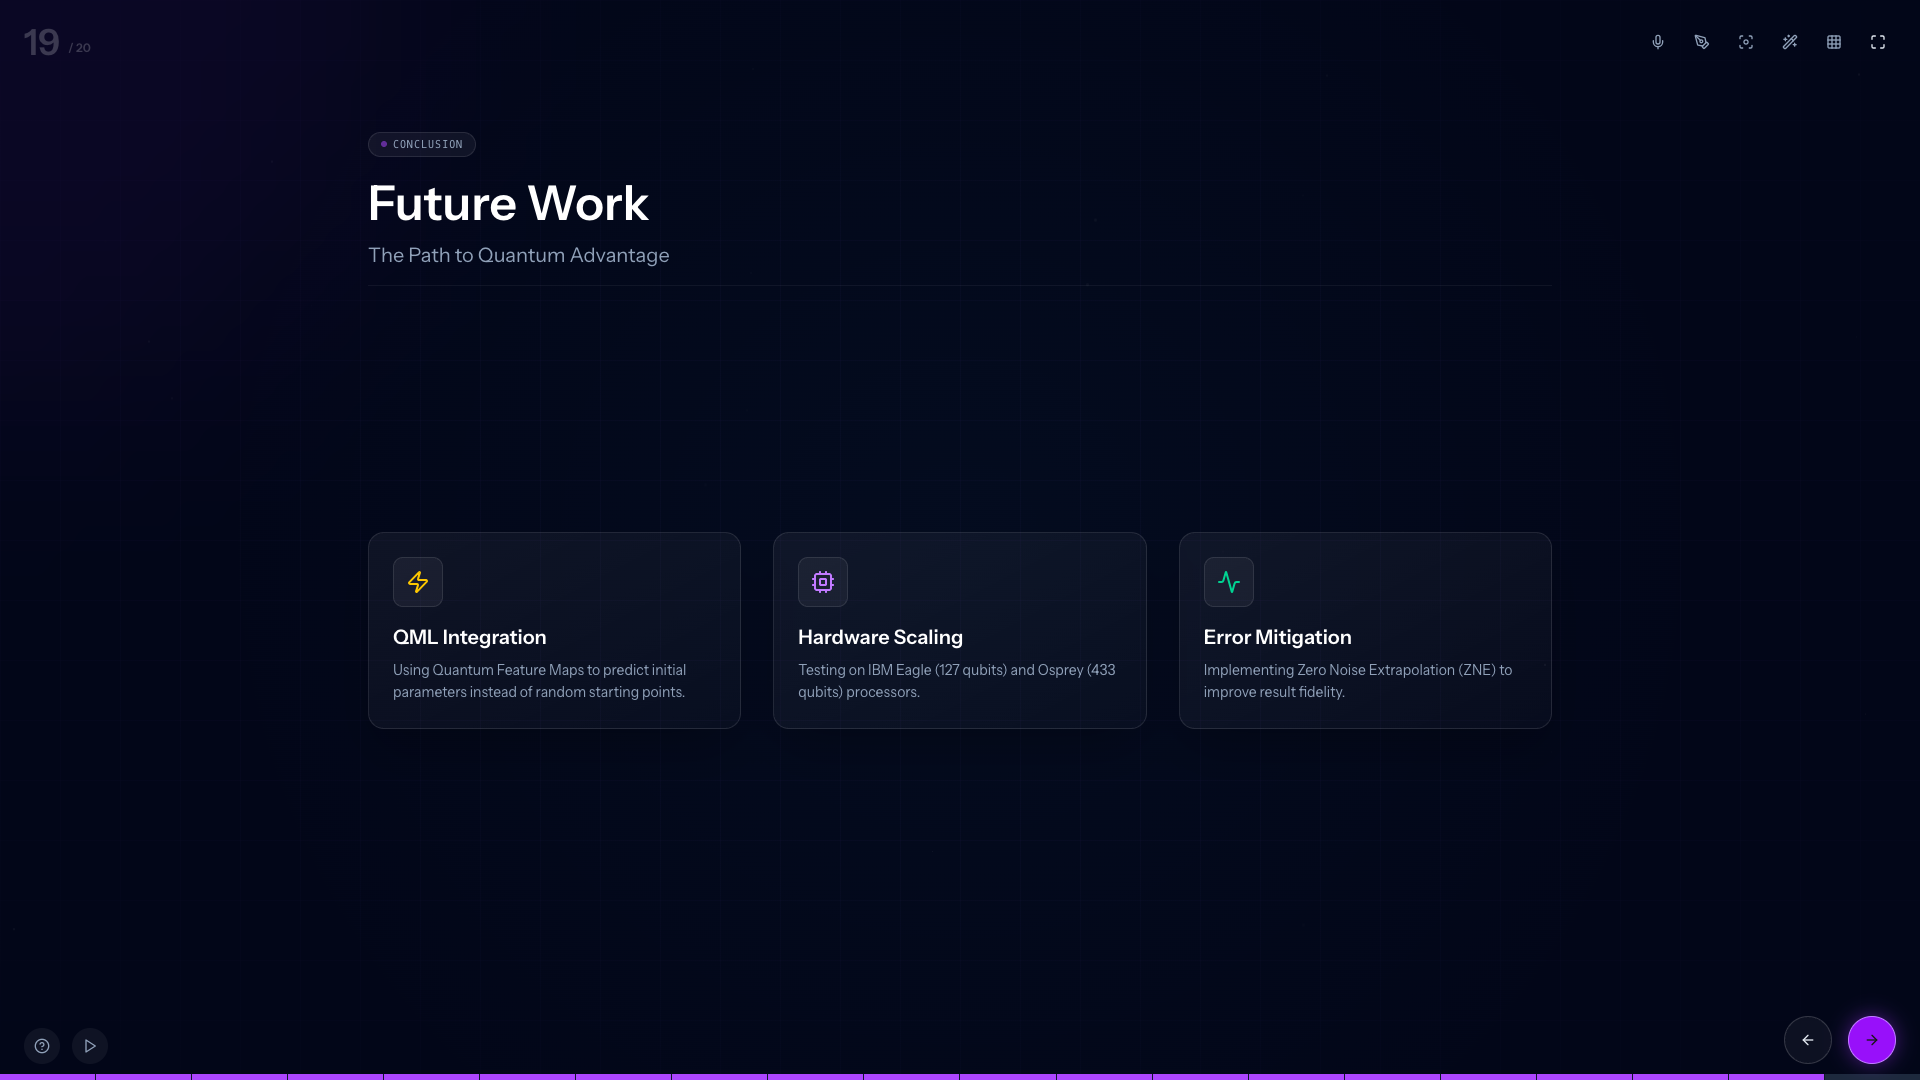 19 / 20
CONCLUSION
Future Work
The Path to Quantum Advantage
QML Integration
Using Quantum Feature Maps to predict initial
parameters instead of random starting points.
Hardware Scaling
Testing on IBM Eagle (127 qubits) and Osprey (433
qubits) processors.
Error Mitigation
Implementing Zero Noise Extrapolation (ZNE) to
improve result fidelity.